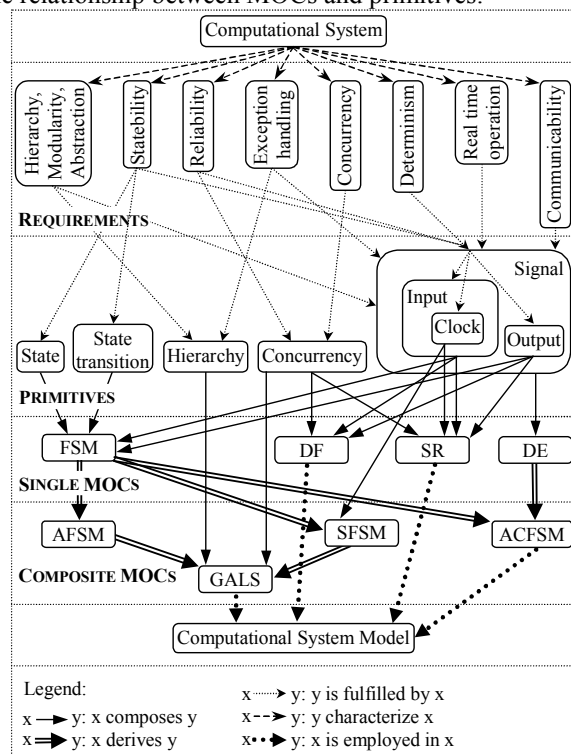 e relationship between MOCs and primitives.
Computational System
Hierarchy,
Modularity,
Abstraction
Statebility
Reliability
Exception
handling
Concurrency
Determinism
Real time
operation
Communicability
REQUIREMENTS
Signal
Input
Clock
Output
State
State
transition
Hierarchy
Concurrency
PRIMITIVES
FSM
DF
SR
DE
SINGLE MOCS
AFSM
SFSM
ACFSM
COMPOSITE MOCS
GALS
Computational System Model
Legend:
x y: y is fulfilled by x
x y: x composes y
x y: y characterize x
x y: x derives y
x y: x is employed in x